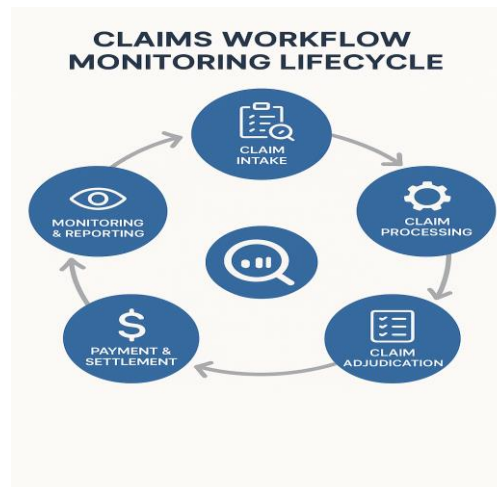 CLAIMS WORKFLOW
MONITORING LIFECYCLE
CLAIM
INTAKE
CLAIM
PROCESSING
CLAIM
ADJUDICATION
PAYMENT &
SETTLEMENT
MONITORING
& REPORTING